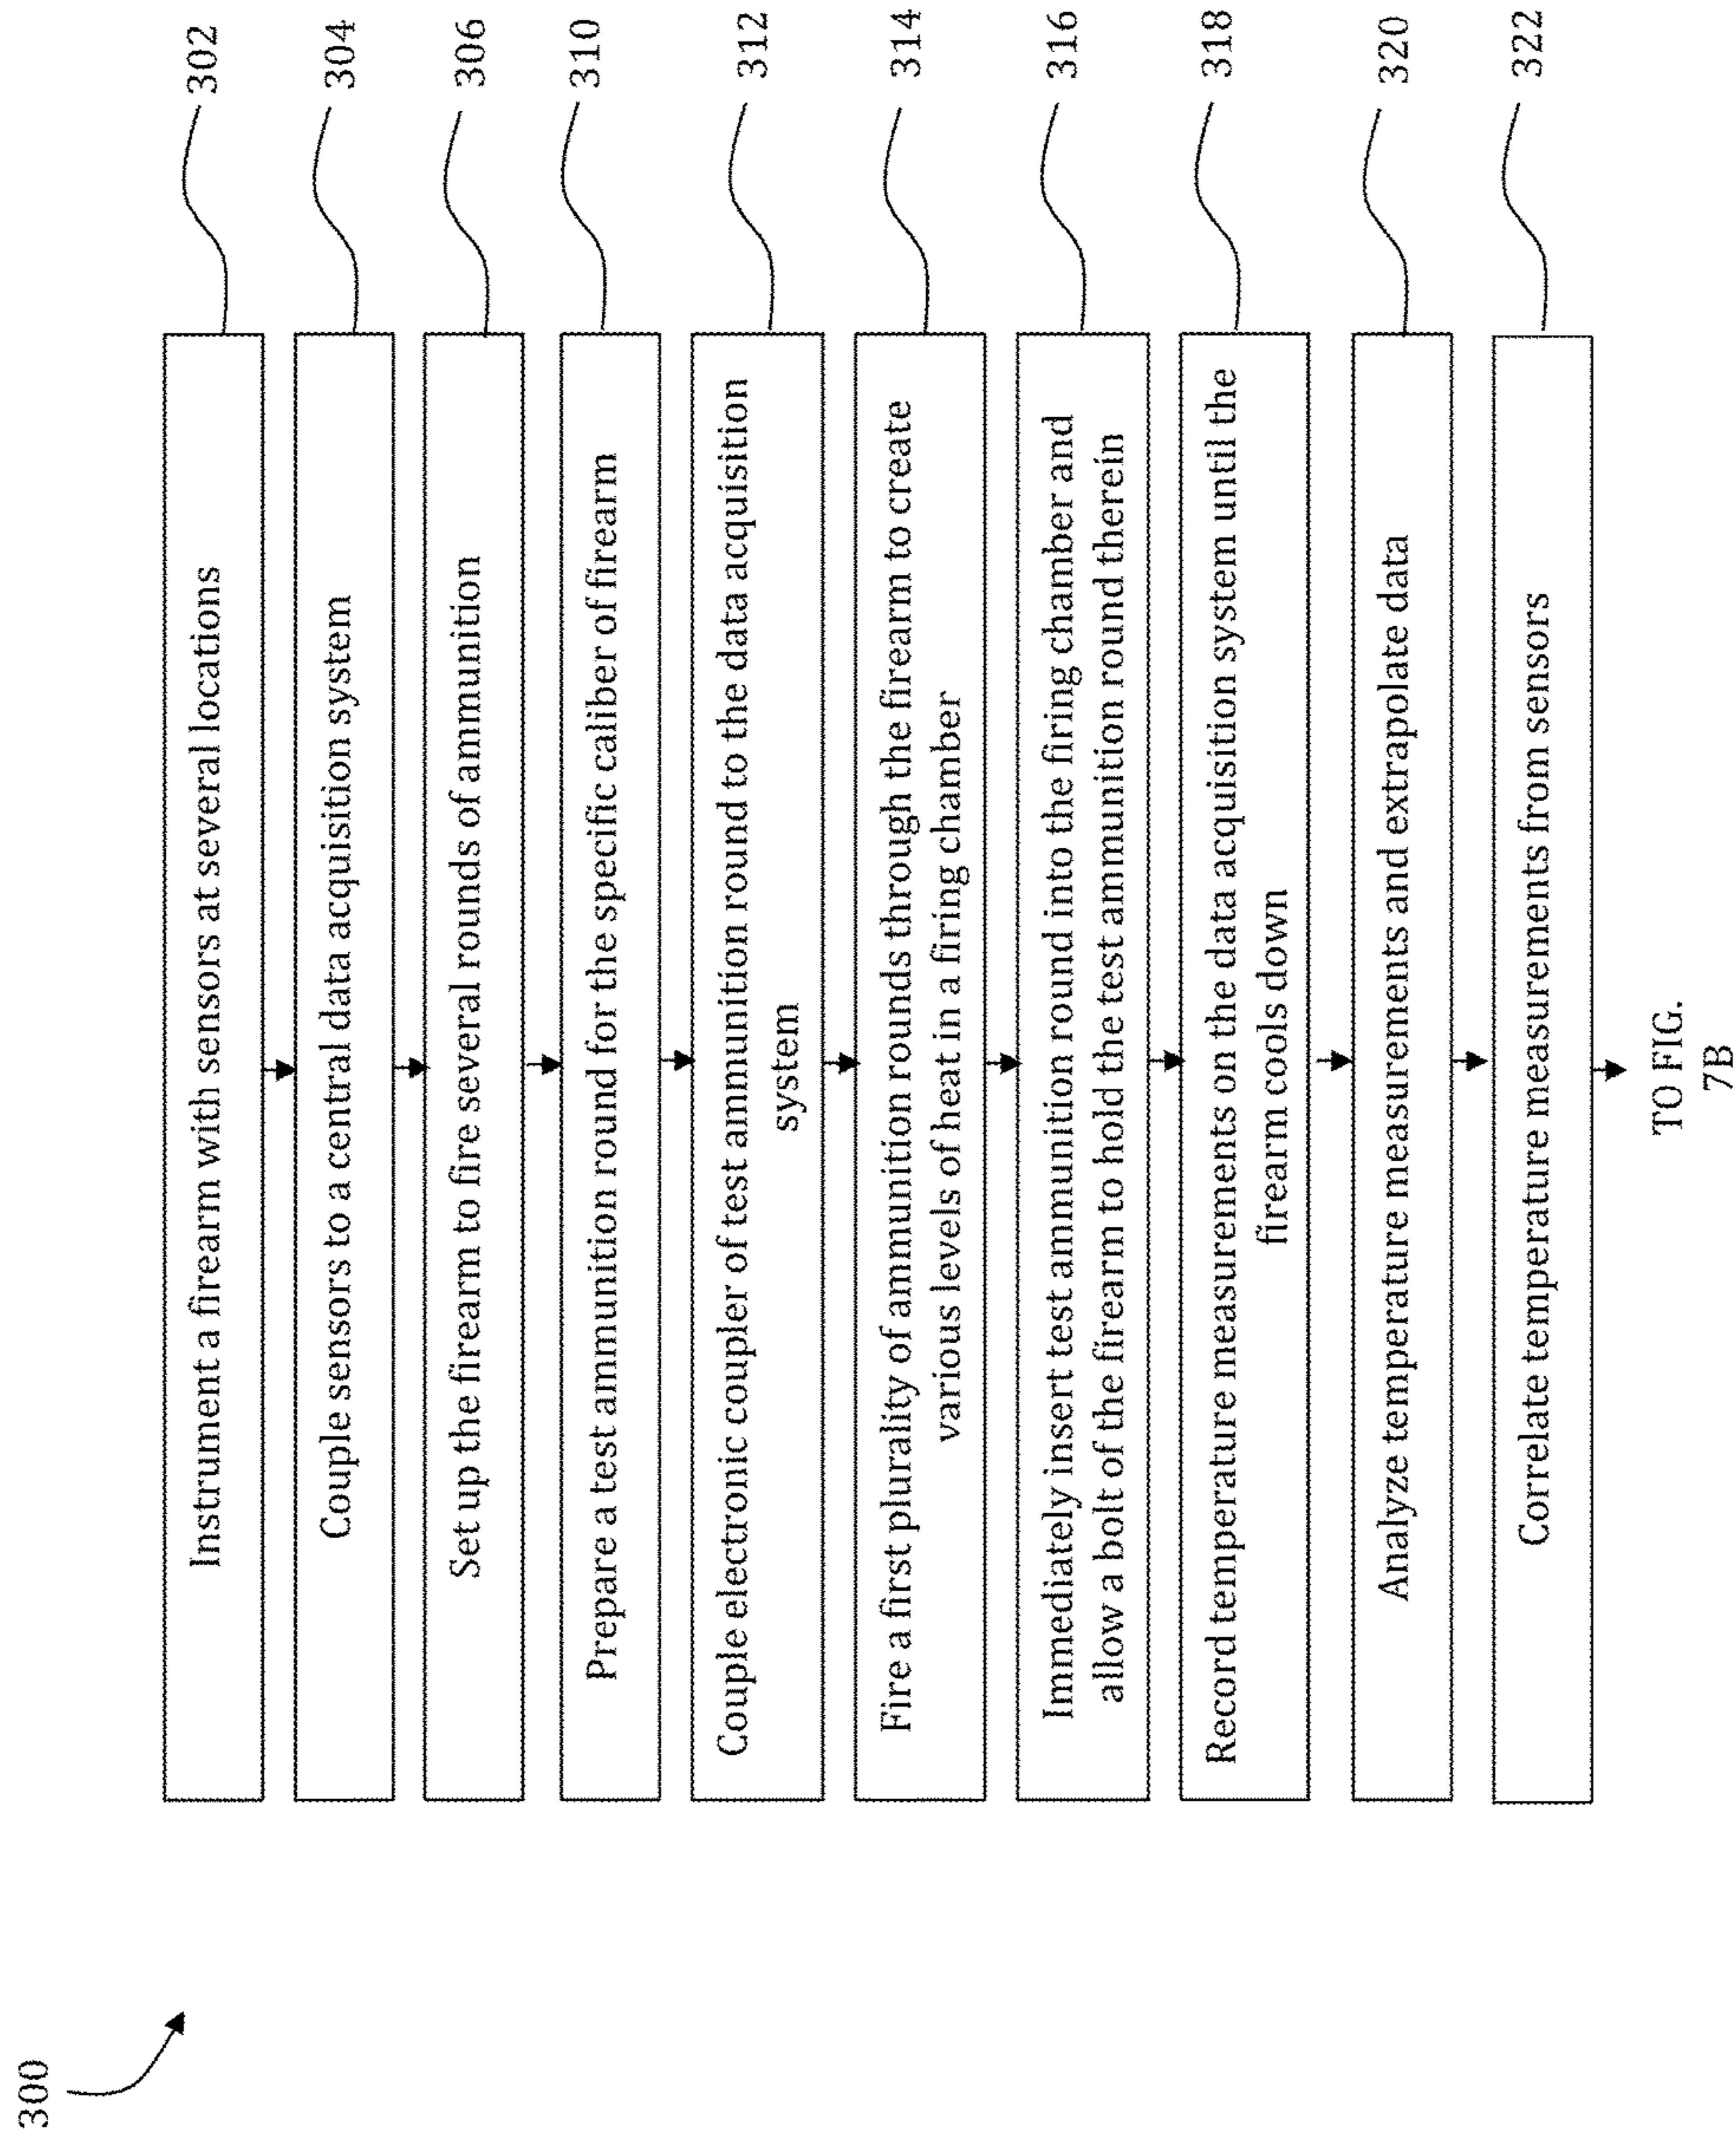 300
Instrument a firearm with sensors at several locations
302
Couple sensors to a central data acquisition system
304
Set up the firearm to fire several rounds of ammunition
306
Prepare a test ammunition round for the specific caliber of firearm
310
Couple electronic coupler of test ammunition round to the data acquisition
system
312
Fire a first plurality of ammunition rounds through the firearm to create
various levels of heat in a firing chamber
314
Immediately insert test ammunition round into the firing chamber and
allow a bolt of the firearm to hold the test ammunition round therein
316
Record temperature measurements on the data acquisition system until the
firearm cools down
318
Analyze temperature measurements and extrapolate data
320
Correlate temperature measurements from sensors
322
TO FIG.
7B